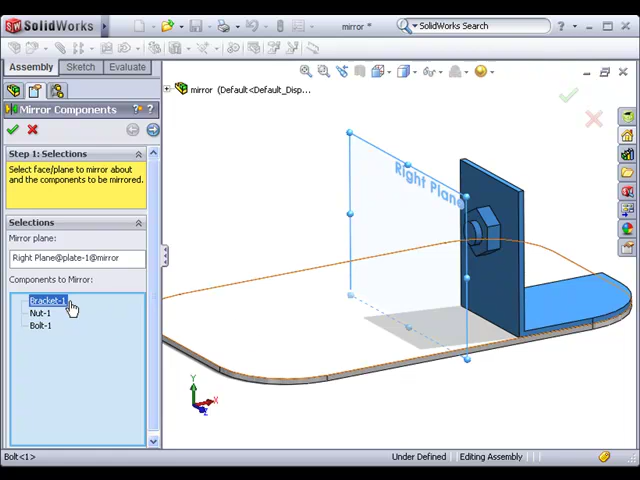 SolidWorks
mirror *
SolidWorks Search
Assembly
Sketch
Evaluate
Mirror Components
Step 1: Selections
Select face/plane to mirror about
and the components to be mirrored.
Selections
Mirror plane:
Right Plane@plate-1@mirror
Components to Mirror:
Bracket-1
Nut-1
Bolt-1
mirror (Default<Default_Disp...
Right Plane
Y
X
Z
Bolt<1>
Under Defined
Editing Assembly